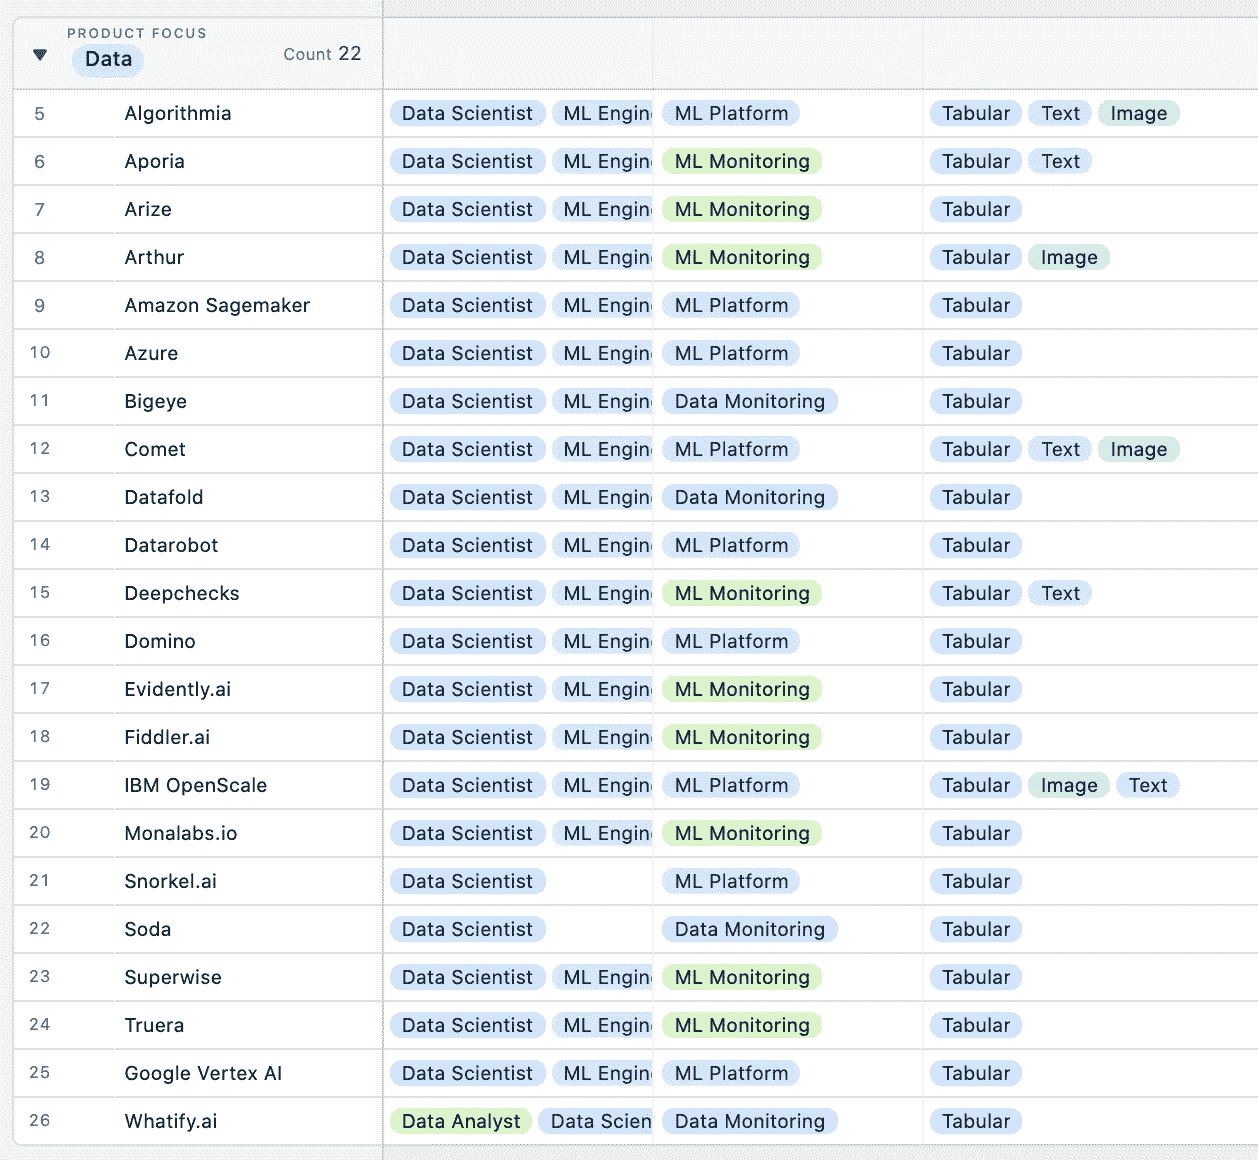 PRODUCT FOCUS
Data Count 22
5 Algorithmia Data Scientist ML Engin ML Platform Tabular Text Image
6 Aporia Data Scientist ML Engin ML Monitoring Tabular Text
7 Arize Data Scientist ML Engin ML Monitoring Tabular
8 Arthur Data Scientist ML Engin ML Monitoring Tabular Image
9 Amazon Sagemaker Data Scientist ML Engin ML Platform Tabular
10 Azure Data Scientist ML Engin ML Platform Tabular
11 Bigeye Data Scientist ML Engin Data Monitoring Tabular
12 Comet Data Scientist ML Engin ML Platform Tabular Text Image
13 Datafold Data Scientist ML Engin Data Monitoring Tabular
14 Datarobot Data Scientist ML Engin ML Platform Tabular
15 Deepchecks Data Scientist ML Engin ML Monitoring Tabular Text
16 Domino Data Scientist ML Engin ML Platform Tabular
17 Evidently.ai Data Scientist ML Engin ML Monitoring Tabular
18 Fiddler.ai Data Scientist ML Engin ML Monitoring Tabular
19 IBM OpenScale Data Scientist ML Engin ML Platform Tabular Image Text
20 Monalabs.io Data Scientist ML Engin ML Monitoring Tabular
21 Snorkel.ai Data Scientist ML Platform Tabular
22 Soda Data Scientist Data Monitoring Tabular
23 Superwise Data Scientist ML Engin ML Monitoring Tabular
24 Truera Data Scientist ML Engin ML Monitoring Tabular
25 Google Vertex AI Data Scientist ML Engin ML Platform Tabular
26 Whatify.ai Data Analyst Data Scien Data Monitoring Tabular